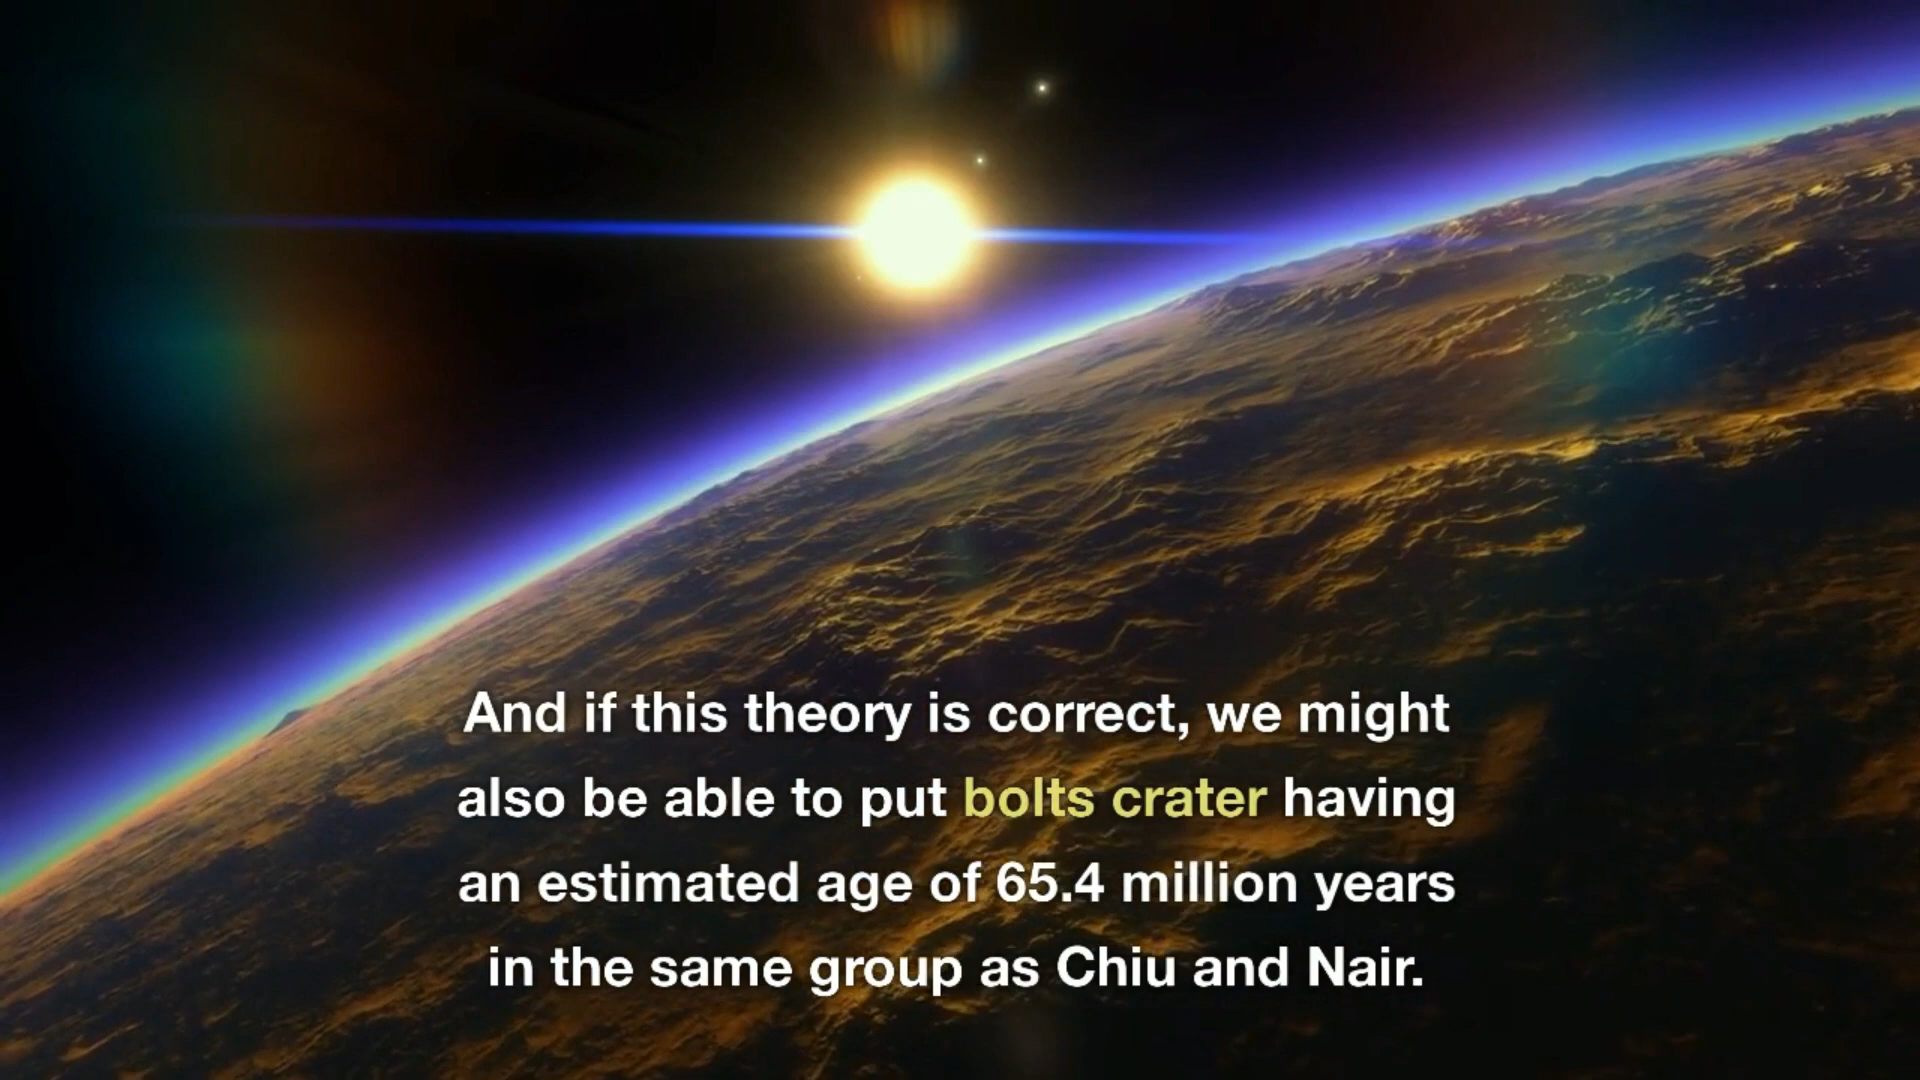 And if this theory is correct, we might
also be able to put bolts crater having
an estimated age of 65.4 million years
in the same group as Chiu and Nair.